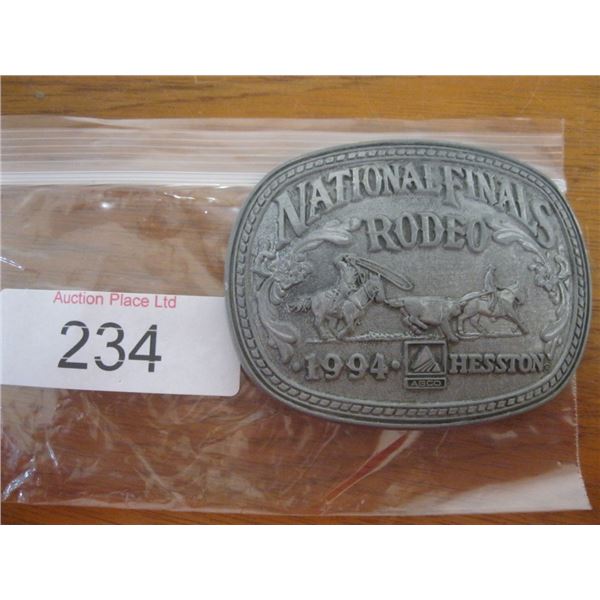 NATIONAL FINALS
RODEO
1994 • HESSTON
AGCO
Auction Place Ltd
234